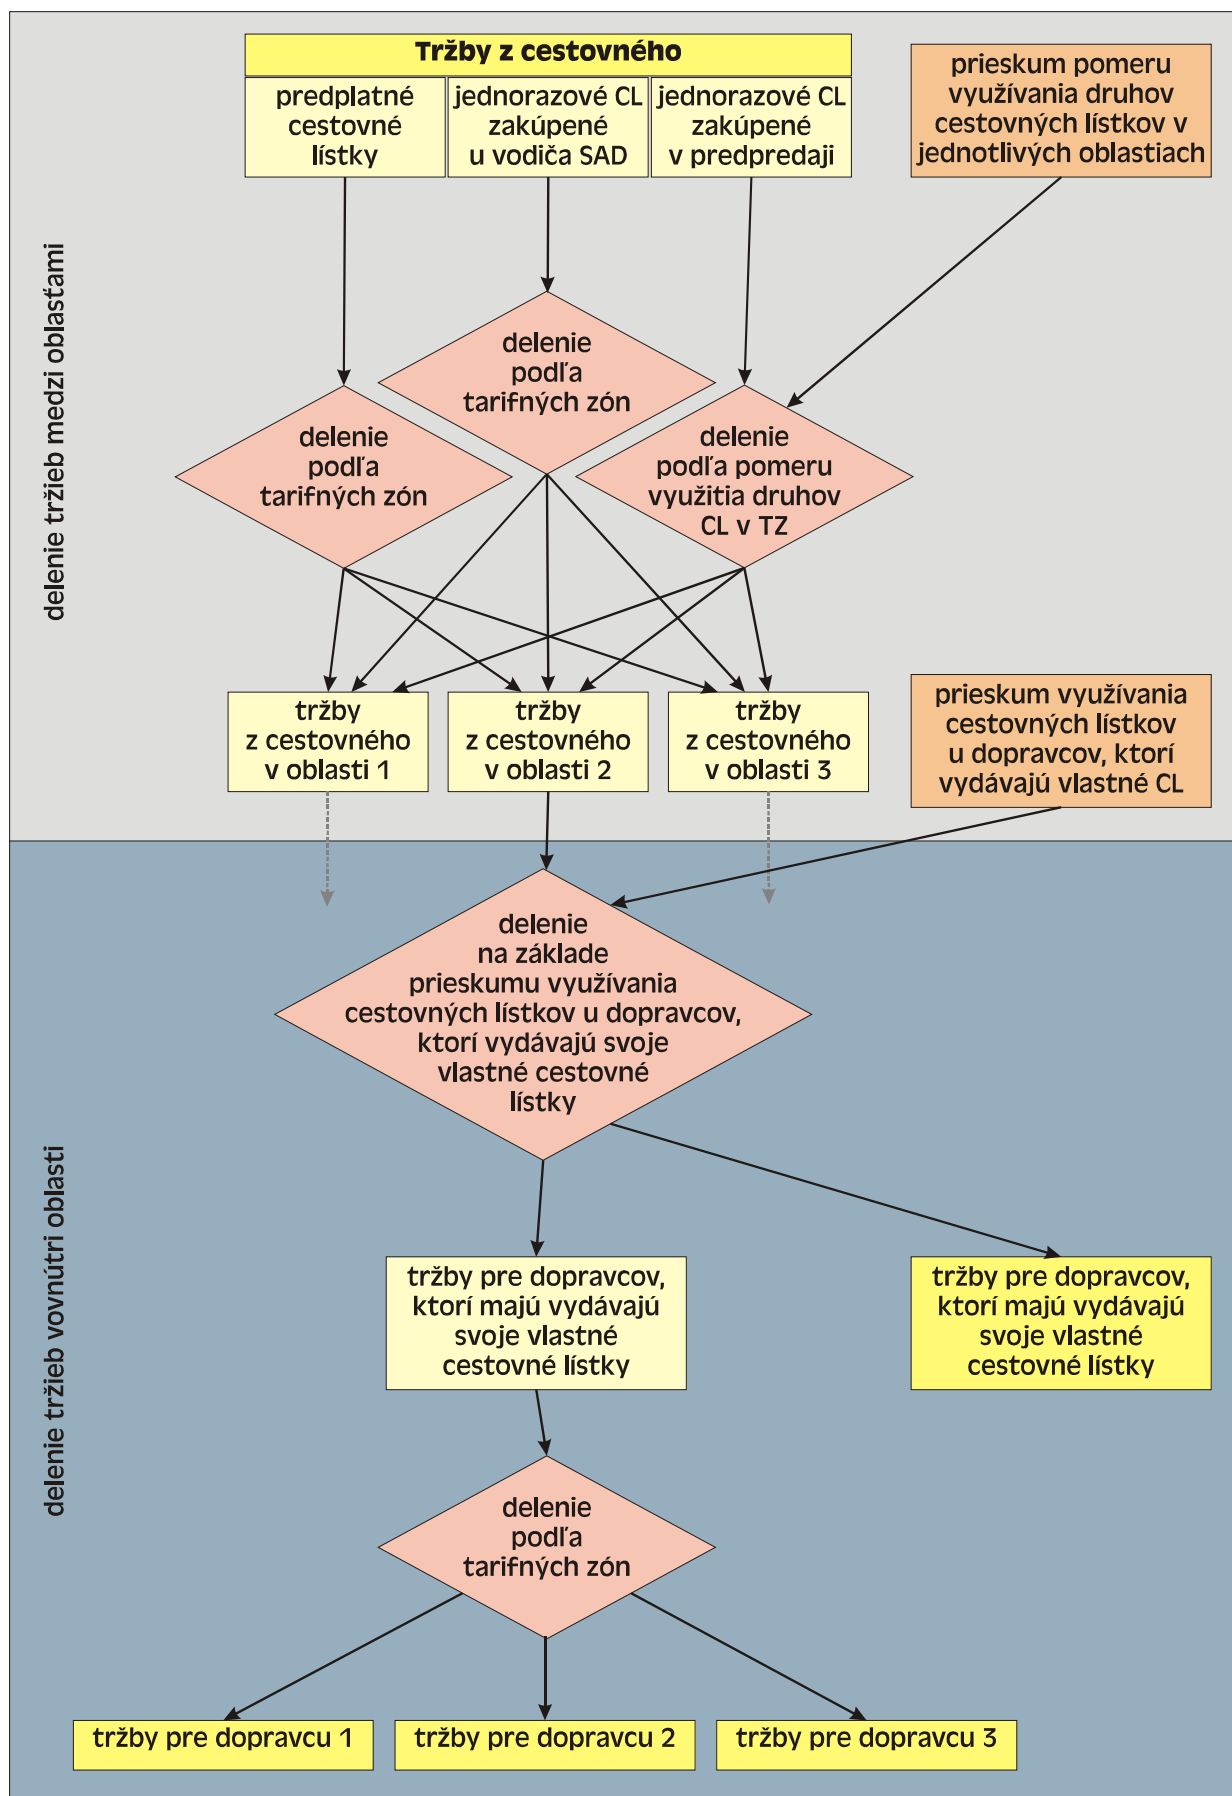 Tržby z cestovného
predplatné
cestovné
lístky
jednorazové CL
zakúpené
u vodiča SAD
jednorazové CL
zakúpené
v predpredaji
prieskum pomeru
využívania druhov
cestovných lístkov v
jednotlivých oblastiach
delenie tržieb medzi oblasťami
delenie
podľa
tarifných zón
delenie
podľa
tarifných zón
delenie
podľa pomeru
využitia druhov
CL v TZ
tržby
z cestovného
v oblasti 1
tržby
z cestovného
v oblasti 2
tržby
z cestovného
v oblasti 3
prieskum využívania
cestovných lístkov
u dopravcov, ktorí
vydávajú vlastné CL
delenie tržieb vovnútri oblasti
delenie
na základe
prieskumu využívania
cestovných lístkov u dopravcov,
ktorí vydávajú svoje
vlastné cestovné
lístky
tržby pre dopravcov,
ktorí majú vydávajú
svoje vlastné
cestovné lístky
tržby pre dopravcov,
ktorí majú vydávajú
svoje vlastné
cestovné lístky
delenie
podľa
tarifných zón
tržby pre dopravcu 1
tržby pre dopravcu 2
tržby pre dopravcu 3